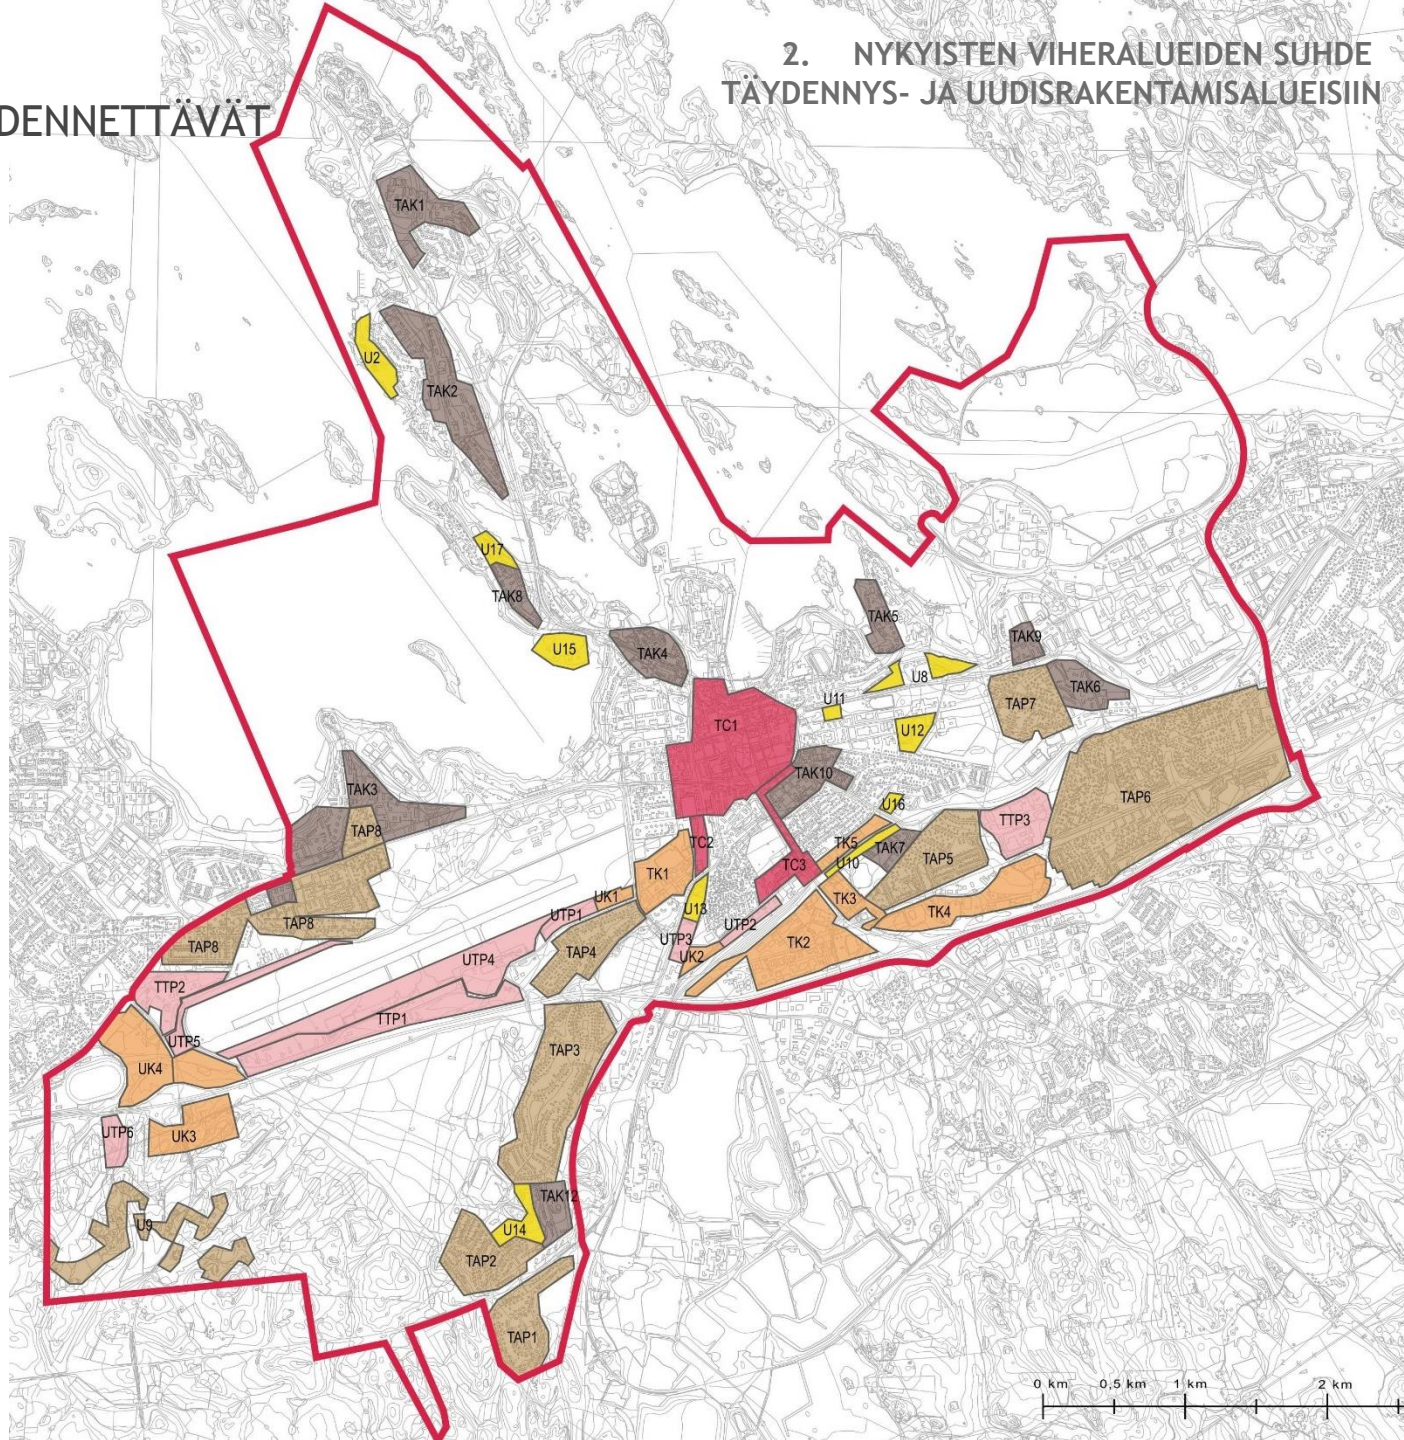 2. NYKYISTEN VIHERALUEIDEN SUHDE
TÄYDENNYS- JA UUDISRAKENTAMISALUEISIIN
DENNETTÄVÄT
TAK1
U2
TAK2
U17
TAK8
U15
TAK4
TAK5
TAK9
U8
TAK6
U11
TAP7
TC1
U12
TAK10
TAK3
TAP6
U16
TAP8
TTP3
TC2
TK5
TAK7
U10
TAP5
TC3
TK1
UK1
TK3
U13
UTP1
TK4
TAP8
UTP2
UTP3
TK2
TAP8
TAP4
UK2
UTP4
TTP2
TTP1
UTP5
TAP3
UK4
UTP6
UK3
TAK12
U9
U14
TAP2
TAP1
0 km 0,5 km 1 km 2 km